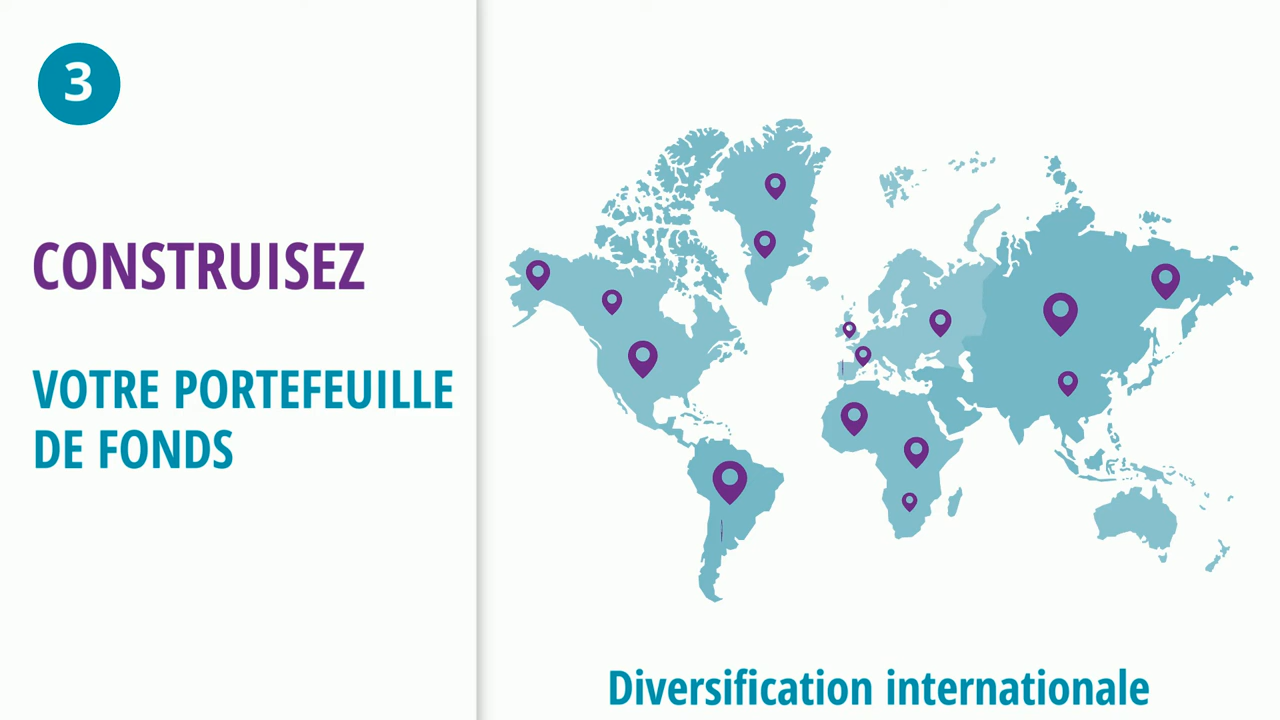 3
CONSTRUISEZ
VOTRE PORTEFEUILLE
DE FONDS
Diversification internationale